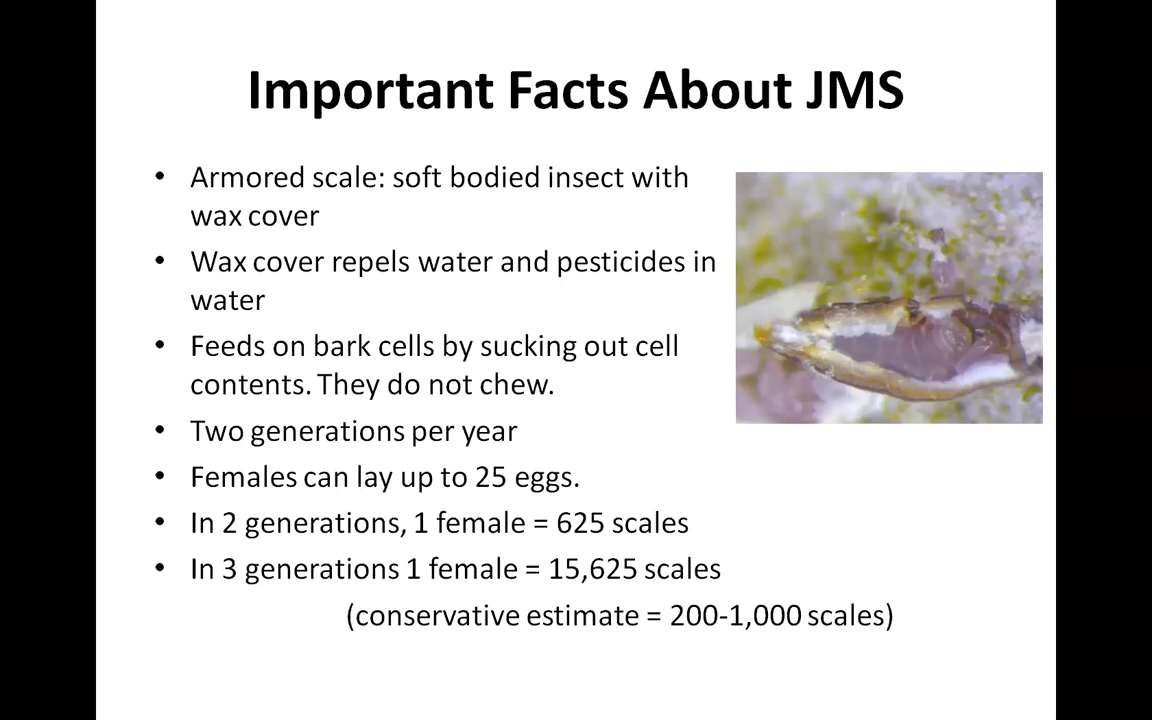 Important Facts About JMS
• Armored scale: soft bodied insect with
wax cover
• Wax cover repels water and pesticides in
water
• Feeds on bark cells by sucking out cell
contents. They do not chew.
• Two generations per year
• Females can lay up to 25 eggs.
• In 2 generations, 1 female = 625 scales
• In 3 generations 1 female = 15,625 scales
(conservative estimate = 200-1,000 scales)